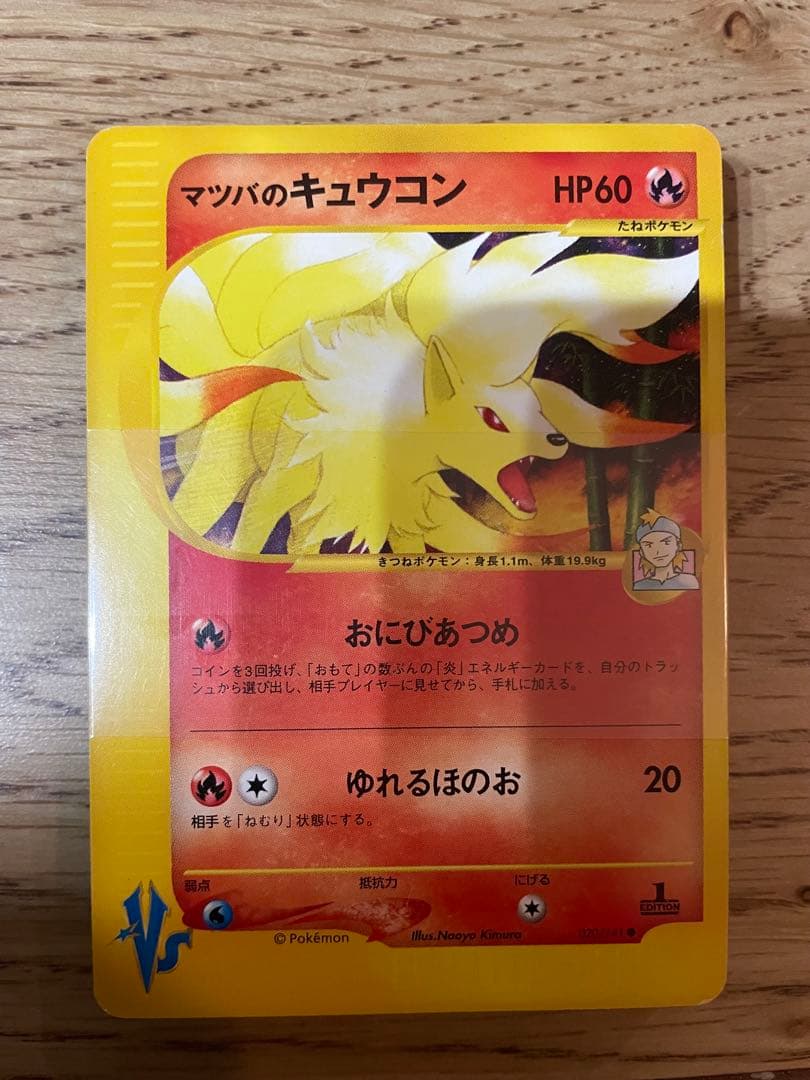 マツバのキュウコン HP60
たねポケモン
きつねポケモン：身長1.1m、体重19.9kg
おにびあつめ
コインを3回投げ、「おもて」の数ぶんの「炎」エネルギーカードを、自分のトラッ
シュから選び出し、相手プレイヤーに見せてから、手札に加える。
ゆれるほのお 20
相手を「ねむり」状態にする。
弱点 抵抗力 にげる
1
EDITION
VS
©Pokémon Illus.Naoyo Kimura 020/141